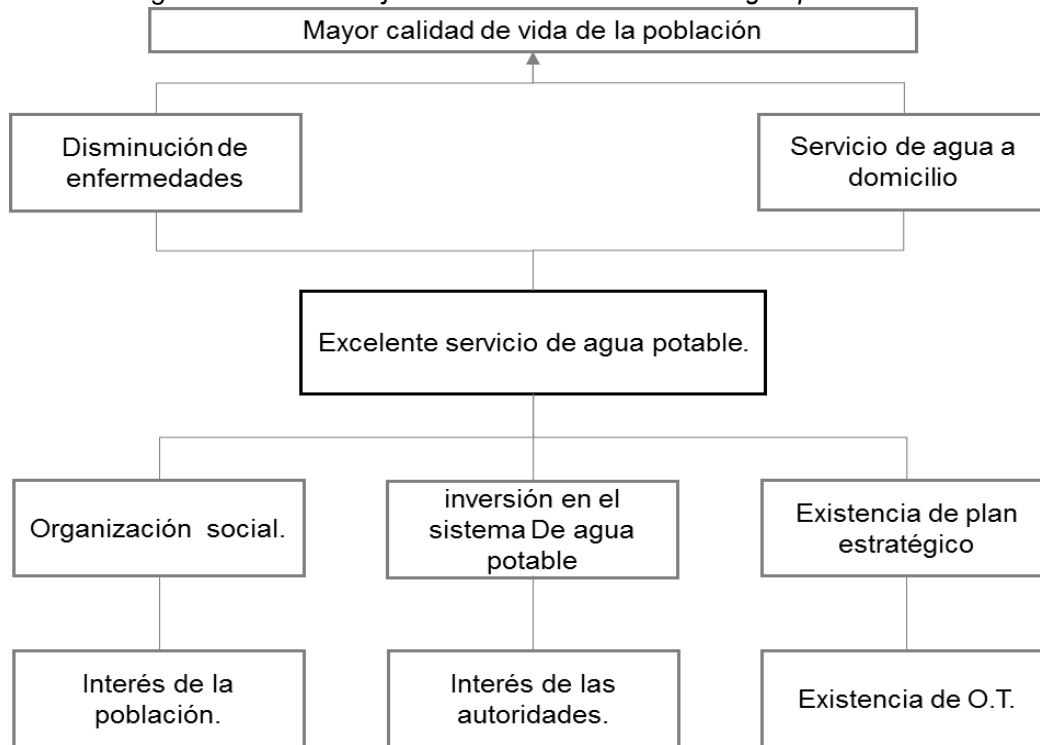 Mayor calidad de vida de la población
Disminución de
enfermedades
Servicio de agua a
domicilio
Excelente servicio de agua potable.
Organización social.
inversión en el
sistema De agua
potable
Existencia de plan
estratégico
Interés de la
población.
Interés de las
autoridades.
Existencia de O.T.